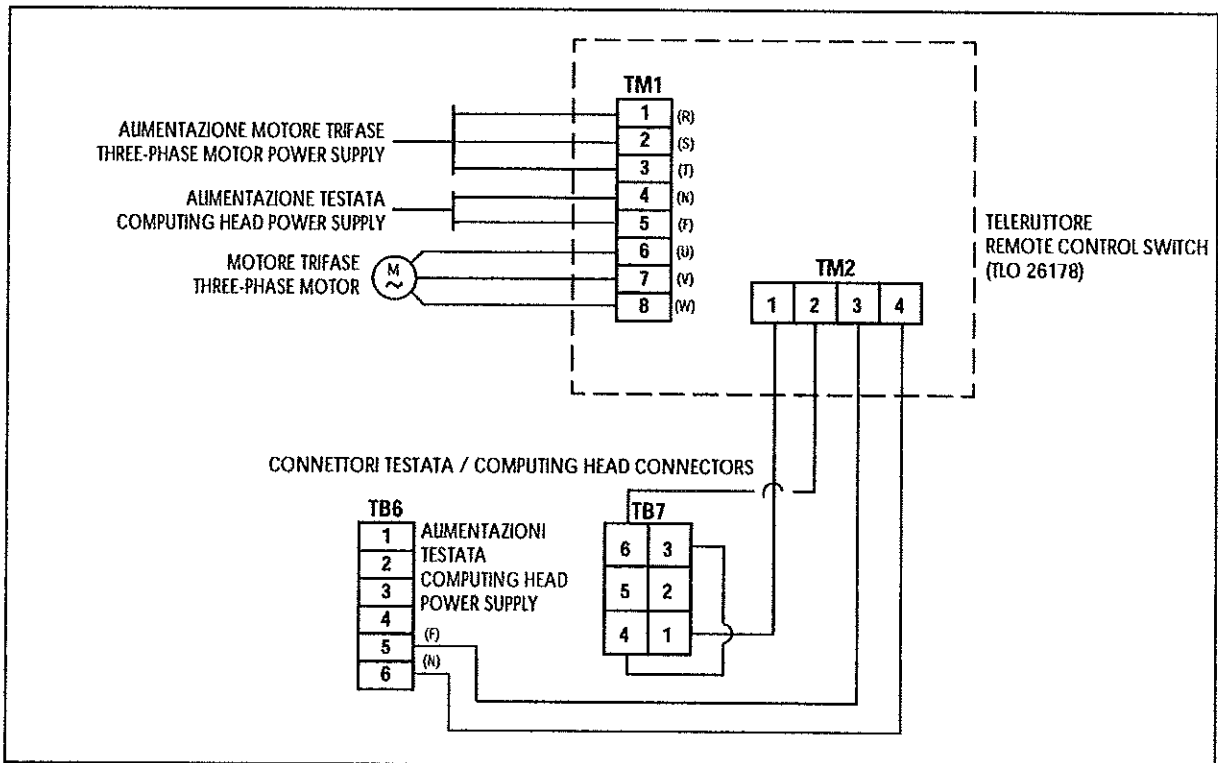 TM1
1 (R)
2 (S)
3 (T)
4 (N)
5 (F)
6 (U)
7 (V)
8 (W)
ALIMENTAZIONE MOTORE TRIFASE
THREE-PHASE MOTOR POWER SUPPLY
ALIMENTAZIONE TESTATA
COMPUTING HEAD POWER SUPPLY
MOTORE TRIFASE
THREE-PHASE MOTOR
M
~
TELERUTTORE
REMOTE CONTROL SWITCH
(TLO 26178)
TM2
1 2 3 4
CONNETTORI TESTATA / COMPUTING HEAD CONNECTORS
TB6
1
2
3
4
5 (F)
6 (N)
ALIMENTAZIONI
TESTATA
COMPUTING HEAD
POWER SUPPLY
TB7
6 3
5 2
4 1